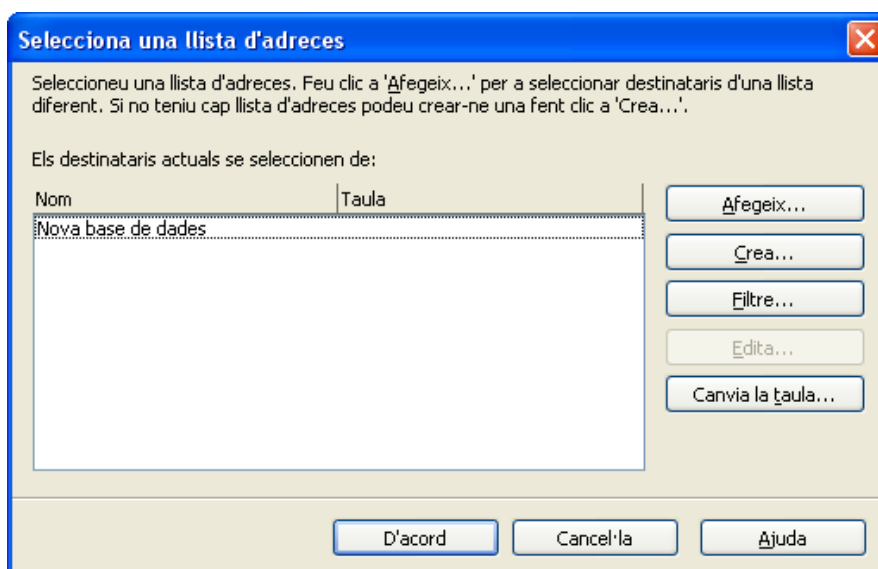 Selecciona una llista d'adreces
Seleccioneu una llista d'adreces. Feu clic a 'Afegeix...' per a seleccionar destinataris d'una llista
diferent. Si no teniu cap llista d'adreces podeu crear-ne una fent clic a 'Crea...'.
Els destinataris actuals se seleccionen de:
Nom Taula
Nova base de dades
Afegeix...
Crea...
Filtre...
Edita...
Canvia la taula...
D'acord Cancel·la Ajuda